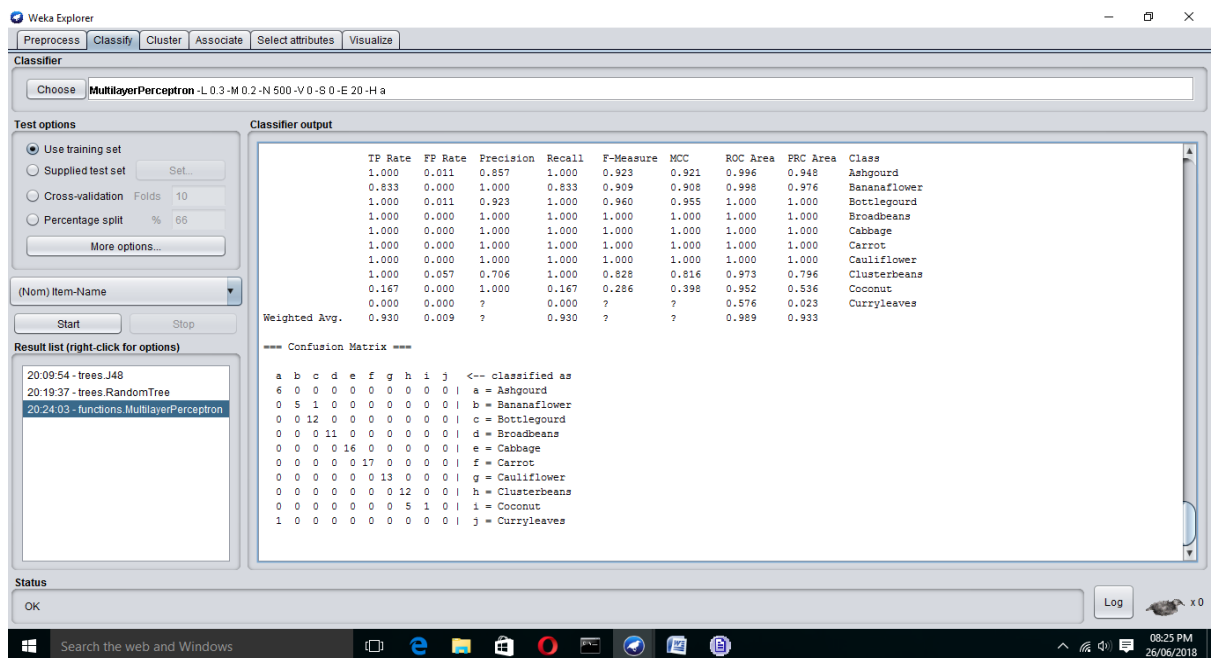 Weka Explorer
Preprocess Classify Cluster Associate Select attributes Visualize
Classifier
Choose MultilayerPerceptron -L 0.3 -M 0.2 -N 500 -V 0 -S 0 -E 20 -H a
Test options
Use training set
Supplied test set Set...
Cross-validation Folds 10
Percentage split % 66
More options...
(Nom) Item-Name
Start Stop
Result list (right-click for options)
20:09:54 - trees.J48
20:19:37 - trees.RandomTree
20:24:03 - functions.MultilayerPerceptron
Classifier output
TP Rate FP Rate Precision Recall F-Measure MCC ROC Area PRC Area Class
1.000 0.011 0.857 1.000 0.923 0.921 0.996 0.948 Ashgourd
0.833 0.000 1.000 0.833 0.909 0.908 0.998 0.976 Bananaflower
1.000 0.011 0.923 1.000 0.960 0.955 1.000 1.000 Bottlegourd
1.000 0.000 1.000 1.000 1.000 1.000 1.000 1.000 Broadbeans
1.000 0.000 1.000 1.000 1.000 1.000 1.000 1.000 Cabbage
1.000 0.000 1.000 1.000 1.000 1.000 1.000 1.000 Carrot
1.000 0.000 1.000 1.000 1.000 1.000 1.000 1.000 Cauliflower
1.000 0.057 0.706 1.000 0.828 0.816 0.973 0.796 Clusterbeans
0.167 0.000 1.000 0.167 0.286 0.398 0.952 0.536 Coconut
0.000 0.000 ? 0.000 ? ? 0.576 0.023 Curryleaves
Weighted Avg. 0.930 0.009 ? 0.930 ? ? 0.989 0.933
=== Confusion Matrix ===
a b c d e f g h i j <-- classified as
6 0 0 0 0 0 0 0 0 0 | a = Ashgourd
0 5 1 0 0 0 0 0 0 0 | b = Bananaflower
0 0 12 0 0 0 0 0 0 0 | c = Bottlegourd
0 0 0 11 0 0 0 0 0 0 | d = Broadbeans
0 0 0 0 16 0 0 0 0 0 | e = Cabbage
0 0 0 0 0 17 0 0 0 0 | f = Carrot
0 0 0 0 0 0 13 0 0 0 | g = Cauliflower
0 0 0 0 0 0 0 12 0 0 | h = Clusterbeans
0 0 0 0 0 0 0 5 1 0 | i = Coconut
1 0 0 0 0 0 0 0 0 0 | j = Curryleaves
Status
OK
Log
x 0
Search the web and Windows
08:25 PM
26/06/2018